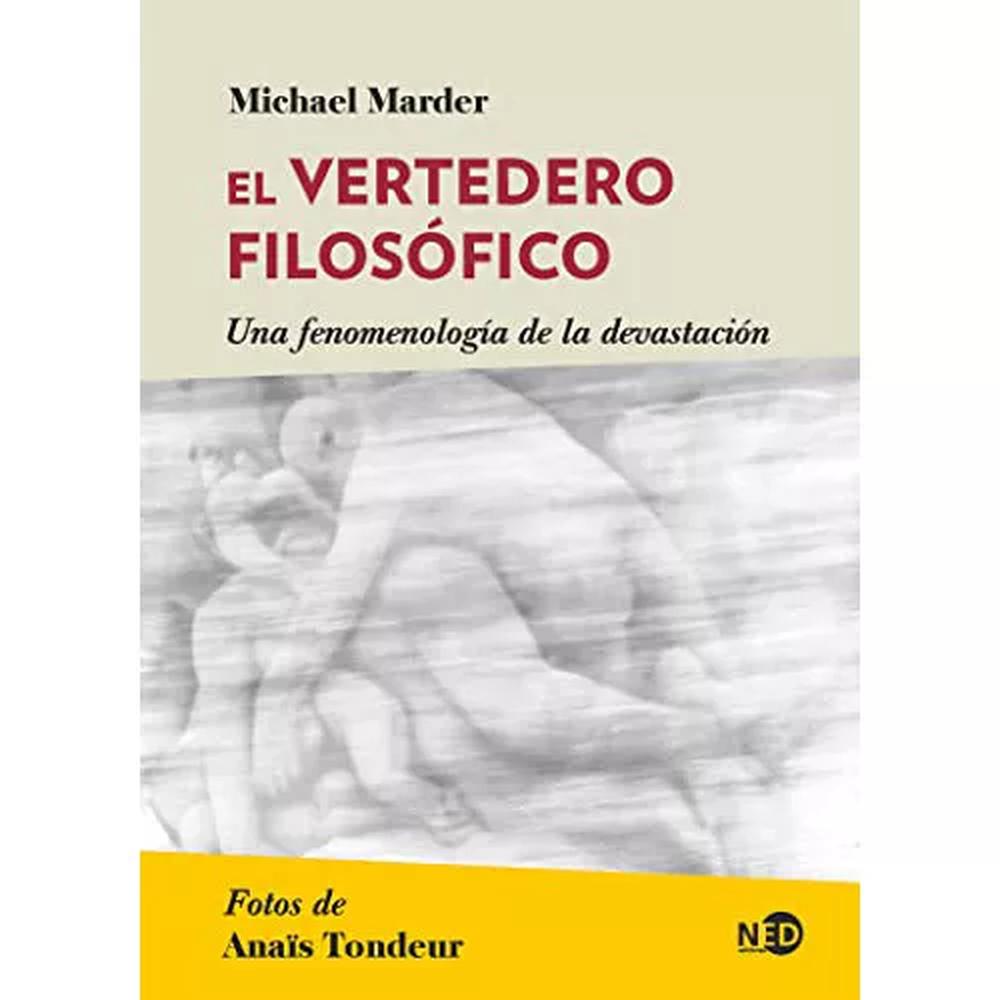 Michael Marder
EL VERTEDERO
FILOSÓFICO
Una fenomenología de la devastación
Fotos de
Anaïs Tondeur
NED